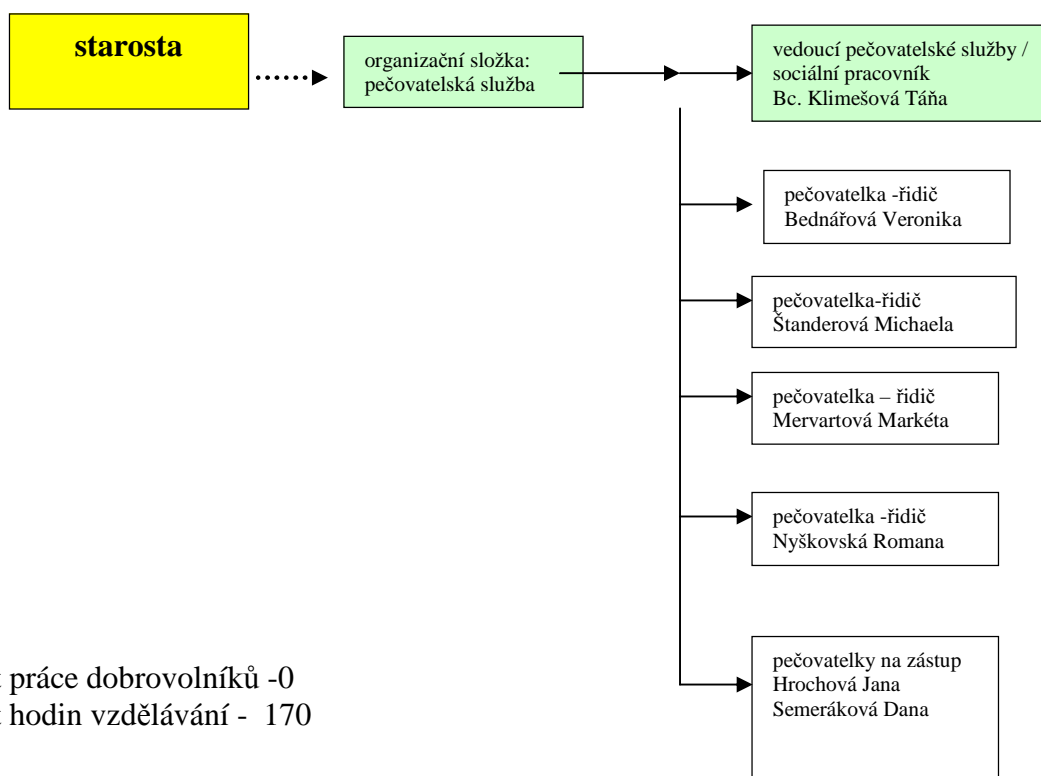 starosta
organizační složka:
pečovatelská služba
vedoucí pečovatelské služby /
sociální pracovník
Bc. Klimešová Táňa
pečovatelka -řidič
Bednářová Veronika
pečovatelka-řidič
Štanderová Michaela
pečovatelka – řidič
Mervartová Markéta
pečovatelka -řidič
Nyškovská Romana
pečovatelky na zástup
Hrochová Jana
Semeráková Dana
práce dobrovolníků -0
hodin vzdělávání - 170